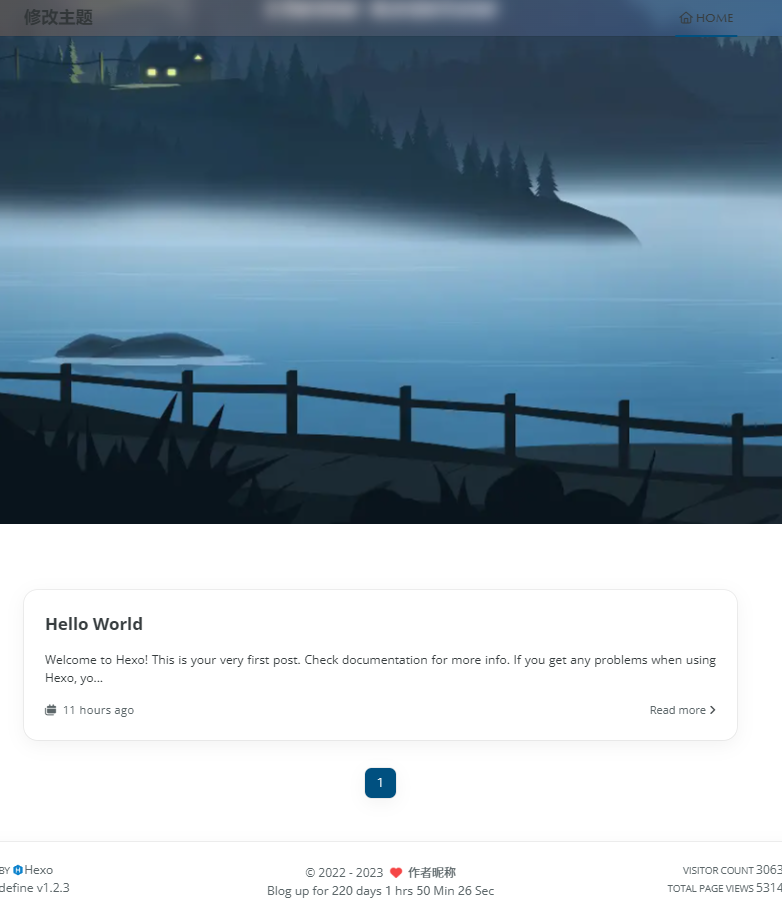 修改主题
HOME
Hello World
Welcome to Hexo! This is your very first post. Check documentation for more info. If you get any problems when using
Hexo, yo...
11 hours ago
Read more
1
BY Hexo
define v1.2.3
© 2022 - 2023 作者昵称
Blog up for 220 days 1 hrs 50 Min 26 Sec
VISITOR COUNT 3063
TOTAL PAGE VIEWS 5314